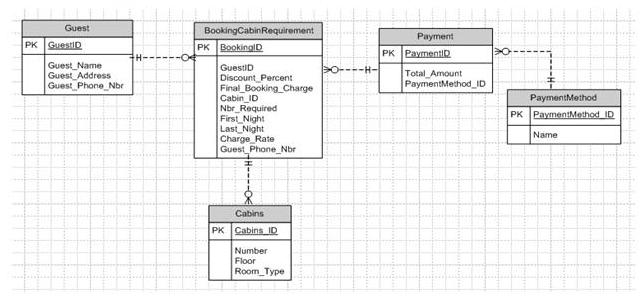 Guest
PK GuestID
Guest_Name
Guest_Address
Guest_Phone_Nbr
BookingCabinRequirement
PK BookingID
GuestID
Discount_Percent
Final_Booking_Charge
Cabin_ID
Nbr_Required
First_Night
Last_Night
Charge_Rate
Guest_Phone_Nbr
Payment
PK PaymentID
Total_Amount
PaymentMethod_ID
PaymentMethod
PK PaymentMethod_ID
Name
Cabins
PK Cabins_ID
Number
Floor
Room_Type